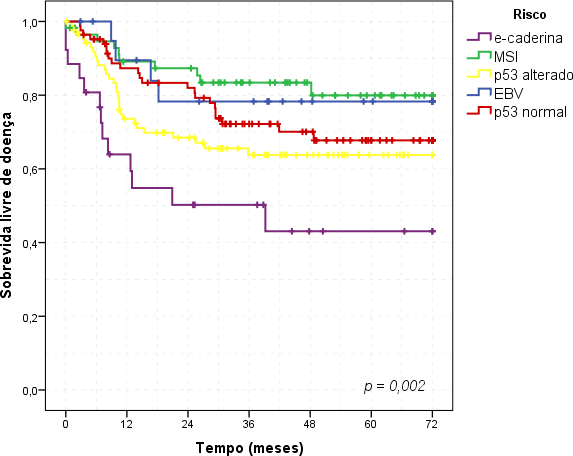 Risco
e-caderina
MSI
p53 alterado
EBV
p53 normal
Sobrevida livre de doença
1,0
0,8
0,6
0,4
0,2
0,0
p = 0,002
0 12 24 36 48 60 72
Tempo (meses)